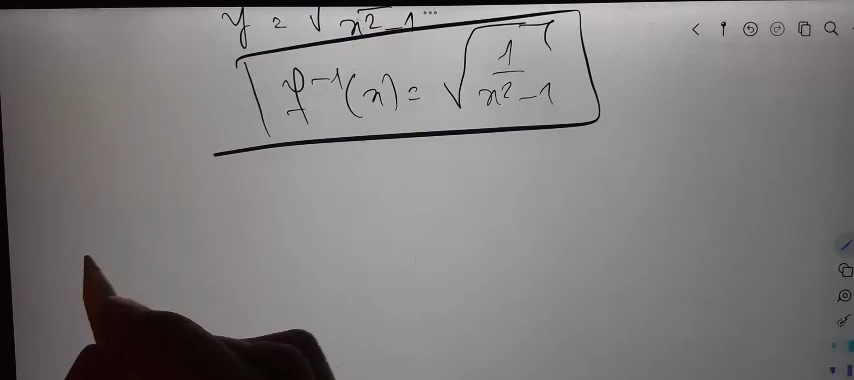 y = √ x² - 1
f⁻¹(x) = √(1/(x² - 1))